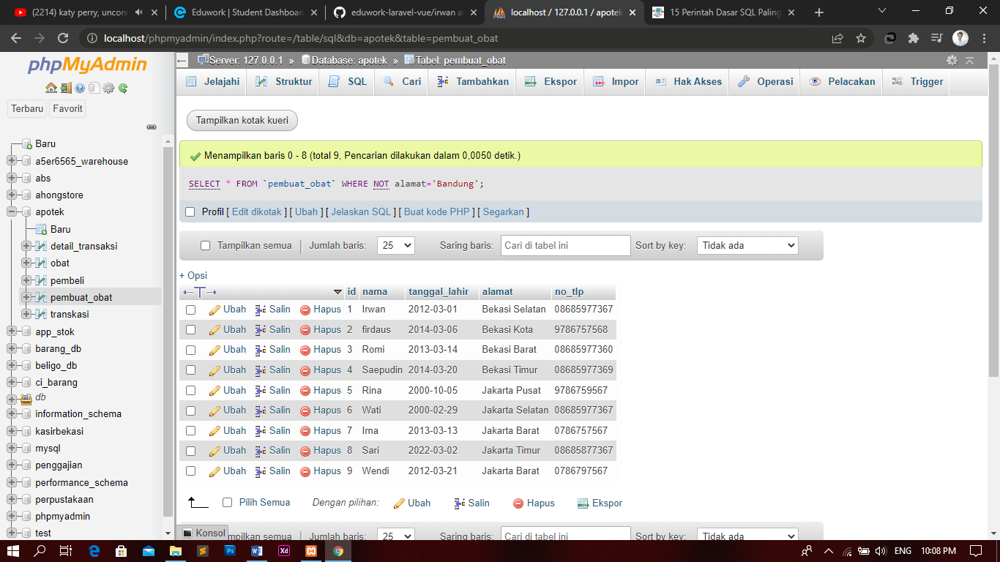 (2214) katy perry, uncond
Eduwork | Student Dashboard
eduwork-laravel-vue/irwan at
localhost / 127.0.0.1 / apotek
15 Perintah Dasar SQL Paling
localhost/phpmyadmin/index.php?route=/table/sql&db=apotek&table=pembuat_obat
phpMyAdmin
Terbaru Favorit
Baru
a5er6565_warehouse
abs
ahongstore
apotek
Baru
detail_transaksi
obat
pembeli
pembuat_obat
transkasi
app_stok
barang_db
beligo_db
ci_barang
db
information_schema
kasirbekasi
mysql
penggajian
performance_schema
perpustakaan
phpmyadmin
test
Server: 127.0.0.1 » Database: apotek » Tabel: pembuat_obat
Jelajahi Struktur SQL Cari Tambahkan Ekspor Impor Hak Akses Operasi Pelacakan Trigger
Tampilkan kotak kueri
Menampilkan baris 0 - 8 (total 9, Pencarian dilakukan dalam 0,0050 detik.)
SELECT * FROM `pembuat_obat` WHERE NOT alamat='Bandung';
Profil [ Edit dikotak ] [ Ubah ] [ Jelaskan SQL ] [ Buat kode PHP ] [ Segarkan ]
Tampilkan semua | Jumlah baris: 25 Saring baris: Cari di tabel ini Sort by key: Tidak ada
+ Opsi
←T→ id nama tanggal_lahir alamat no_tlp
Ubah Salin Hapus 1 Irwan 2012-03-01 Bekasi Selatan 08685977367
Ubah Salin Hapus 2 firdaus 2014-03-06 Bekasi Kota 9786757568
Ubah Salin Hapus 3 Romi 2013-03-14 Bekasi Barat 08685977360
Ubah Salin Hapus 4 Saepudin 2014-03-20 Bekasi Timur 08685977369
Ubah Salin Hapus 5 Rina 2000-10-05 Jakarta Pusat 9786759567
Ubah Salin Hapus 6 Wati 2000-02-29 Jakarta Selatan 08685977367
Ubah Salin Hapus 7 Irna 2013-03-13 Jakarta Barat 0786757567
Ubah Salin Hapus 8 Sari 2022-03-02 Jakarta Timur 08685877367
Ubah Salin Hapus 9 Wendi 2012-03-21 Jakarta Barat 0786797567
Pilih Semua Dengan pilihan: Ubah Salin Hapus Ekspor
Konsol
mpilkan semua | Jumlah baris: 25 Saring baris: Cari di tabel ini Sort by key: Tidak ada
ENG 10:08 PM